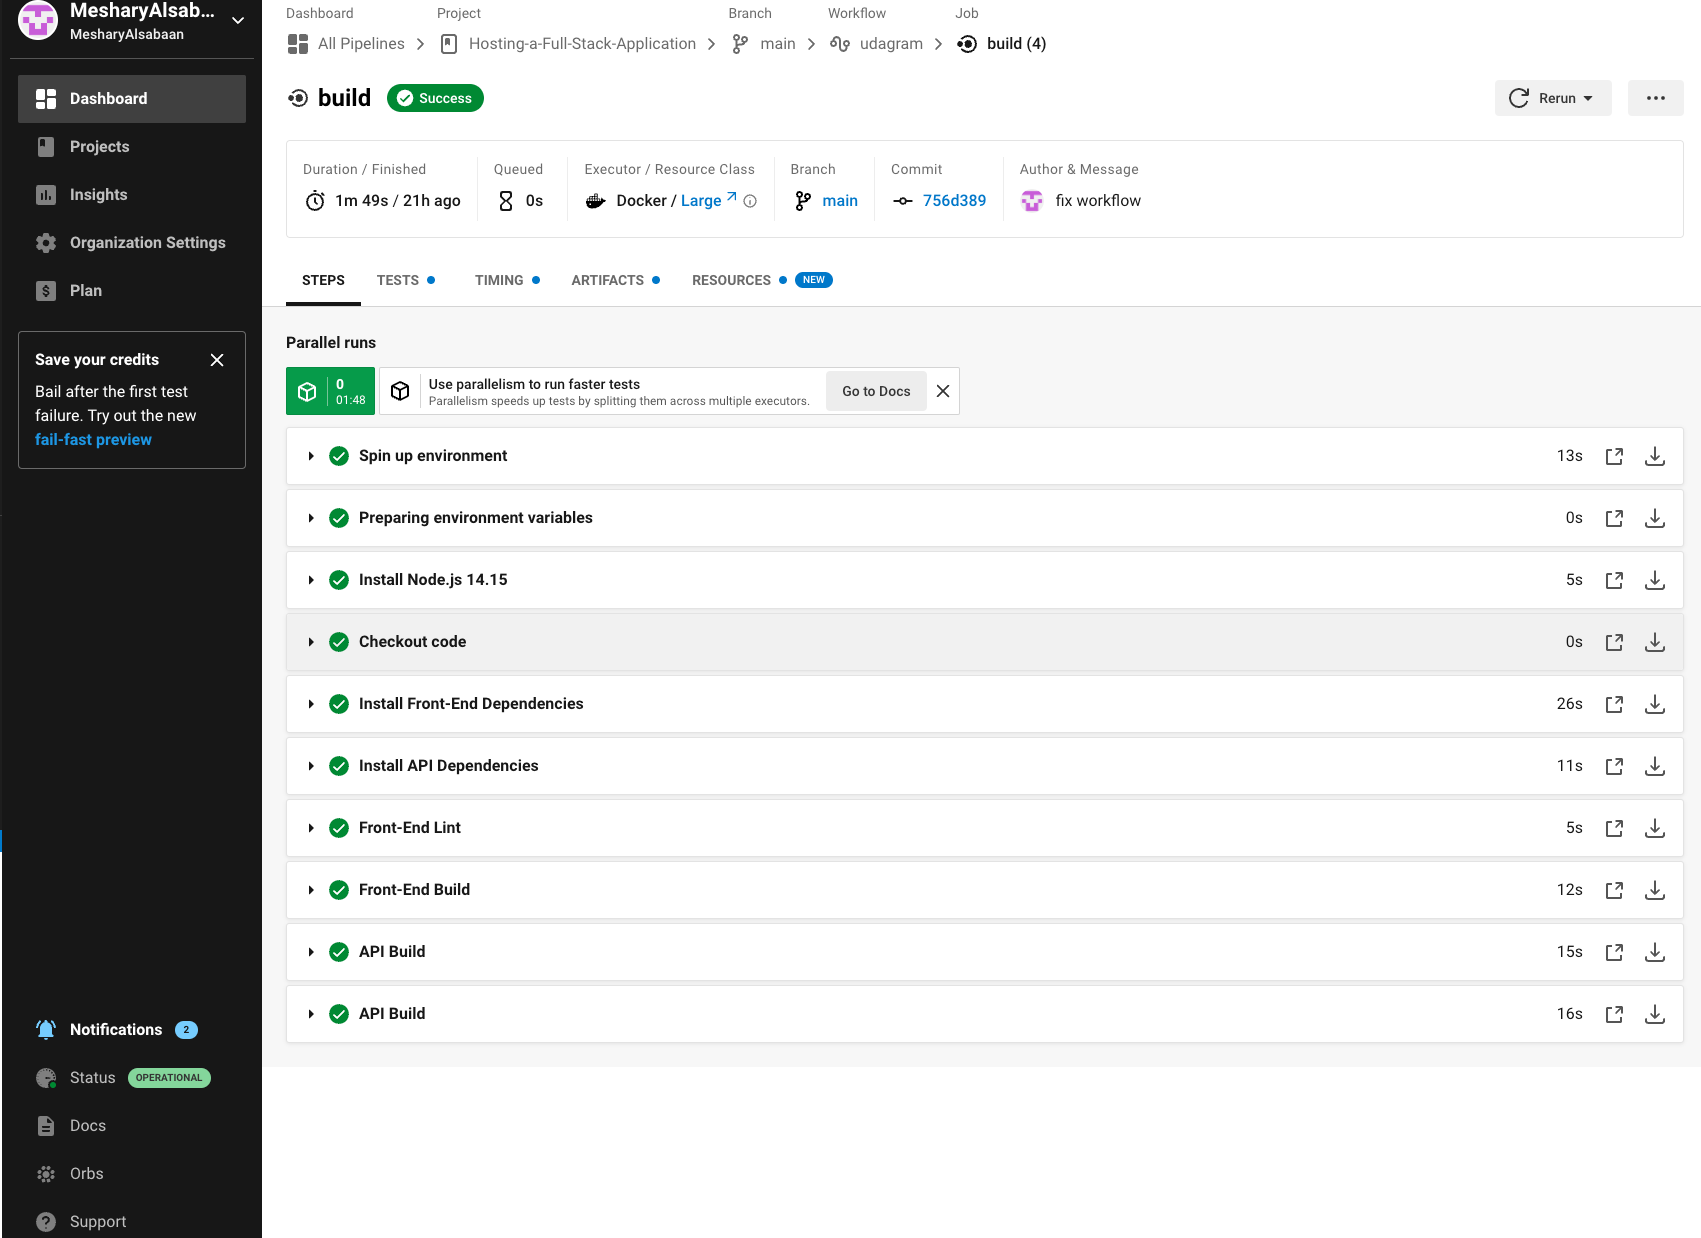 MesharyAlsab...
MesharyAlsabaan
Dashboard
Projects
Insights
Organization Settings
Plan
Save your credits
Bail after the first test
failure. Try out the new
fail-fast preview
Notifications 2
Status OPERATIONAL
Docs
Orbs
Support
Dashboard Project Branch Workflow Job
All Pipelines Hosting-a-Full-Stack-Application main udagram build (4)
build Success Rerun
Duration / Finished Queued Executor / Resource Class Branch Commit Author & Message
1m 49s / 21h ago 0s Docker / Large main 756d389 fix workflow
STEPS TESTS TIMING ARTIFACTS RESOURCES NEW
Parallel runs
0
01:48
Use parallelism to run faster tests
Parallelism speeds up tests by splitting them across multiple executors.
Go to Docs
Spin up environment 13s
Preparing environment variables 0s
Install Node.js 14.15 5s
Checkout code 0s
Install Front-End Dependencies 26s
Install API Dependencies 11s
Front-End Lint 5s
Front-End Build 12s
API Build 15s
API Build 16s